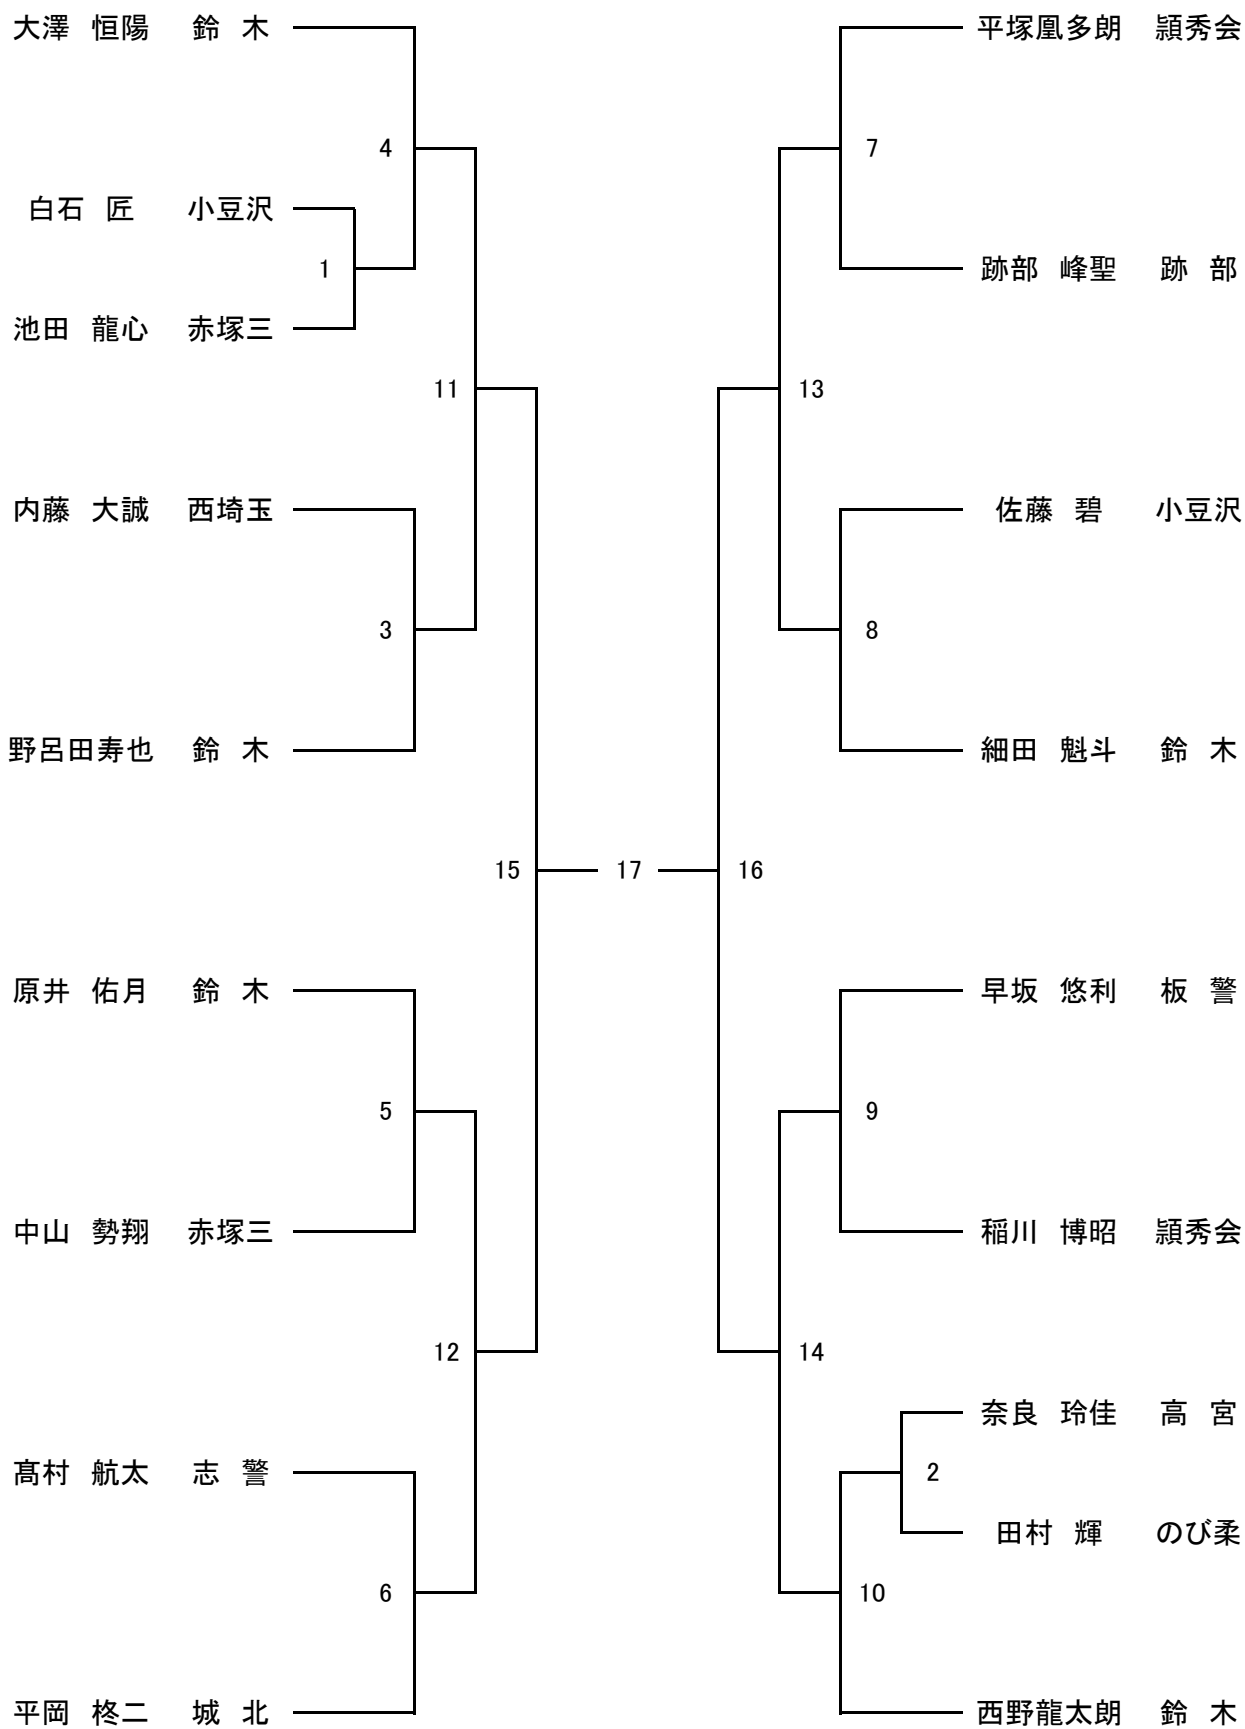 大澤 恒陽 鈴 木
4
白石 匠 小豆沢
1
池田 龍心 赤塚三
11
内藤 大誠 西埼玉
3
野呂田寿也 鈴 木
15
原井 佑月 鈴 木
5
中山 勢翔 赤塚三
12
髙村 航太 志 警
6
平岡 柊二 城 北
17
平塚凰多朗 頴秀会
7
跡部 峰聖 跡 部
13
佐藤 碧 小豆沢
8
細田 魁斗 鈴 木
16
早坂 悠利 板 警
9
稲川 博昭 頴秀会
14
奈良 玲佳 高 宮
2
田村 輝 のび柔
10
西野龍太朗 鈴 木